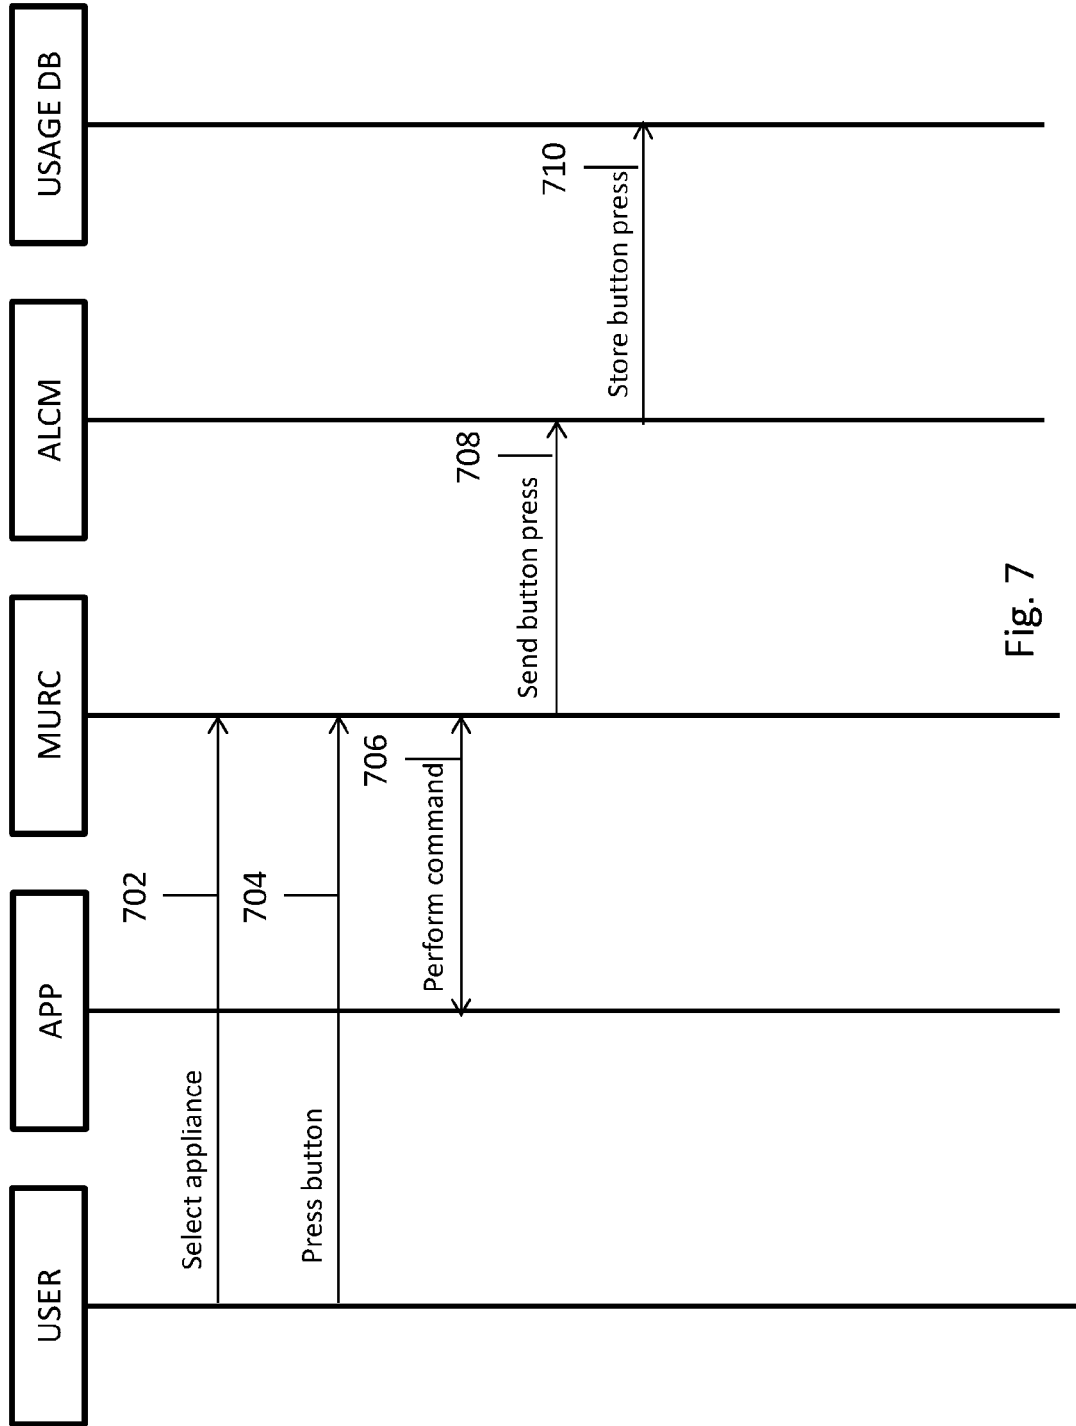 USER
APP
MURC
ALCM
USAGE DB
702
Select appliance
704
Press button
706
Perform command
708
Send button press
710
Store button press
Fig. 7